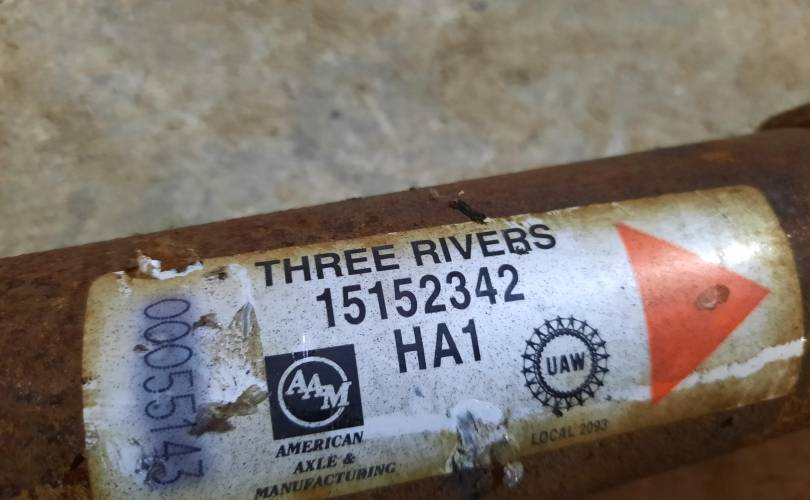 THREE RIVERS
15152342
HA1
00055143
AAM
AMERICAN
AXLE &
MANUFACTURING
UAW
LOCAL 2093